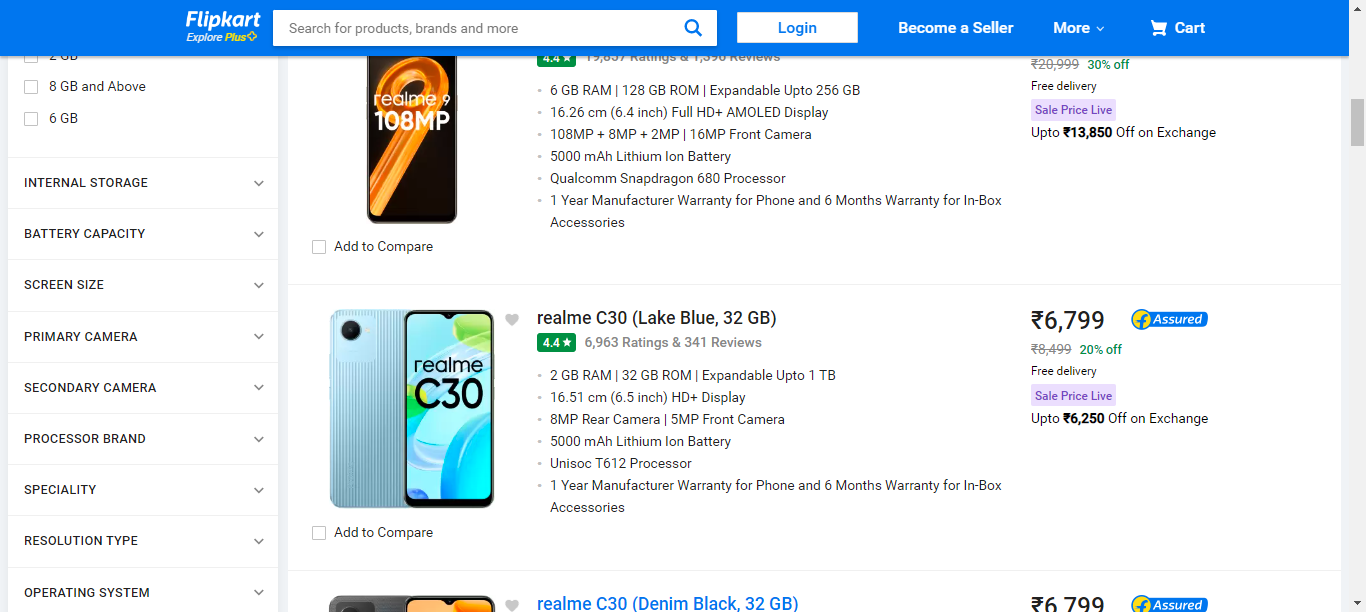 Flipkart
Explore Plus
Search for products, brands and more
Login
Become a Seller
More
Cart
2 GB
8 GB and Above
6 GB
INTERNAL STORAGE
BATTERY CAPACITY
SCREEN SIZE
PRIMARY CAMERA
SECONDARY CAMERA
PROCESSOR BRAND
SPECIALITY
RESOLUTION TYPE
OPERATING SYSTEM
realme 9
108MP
Add to Compare
4.4★ 19,857 Ratings & 1,390 Reviews
6 GB RAM | 128 GB ROM | Expandable Upto 256 GB
16.26 cm (6.4 inch) Full HD+ AMOLED Display
108MP + 8MP + 2MP | 16MP Front Camera
5000 mAh Lithium Ion Battery
Qualcomm Snapdragon 680 Processor
1 Year Manufacturer Warranty for Phone and 6 Months Warranty for In-Box
Accessories
₹20,999 30% off
Free delivery
Sale Price Live
Upto ₹13,850 Off on Exchange
realme
C30
Add to Compare
realme C30 (Lake Blue, 32 GB)
4.4★ 6,963 Ratings & 341 Reviews
2 GB RAM | 32 GB ROM | Expandable Upto 1 TB
16.51 cm (6.5 inch) HD+ Display
8MP Rear Camera | 5MP Front Camera
5000 mAh Lithium Ion Battery
Unisoc T612 Processor
1 Year Manufacturer Warranty for Phone and 6 Months Warranty for In-Box
Accessories
₹6,799 Assured
₹8,499 20% off
Free delivery
Sale Price Live
Upto ₹6,250 Off on Exchange
realme C30 (Denim Black, 32 GB)
₹6,799 Assured